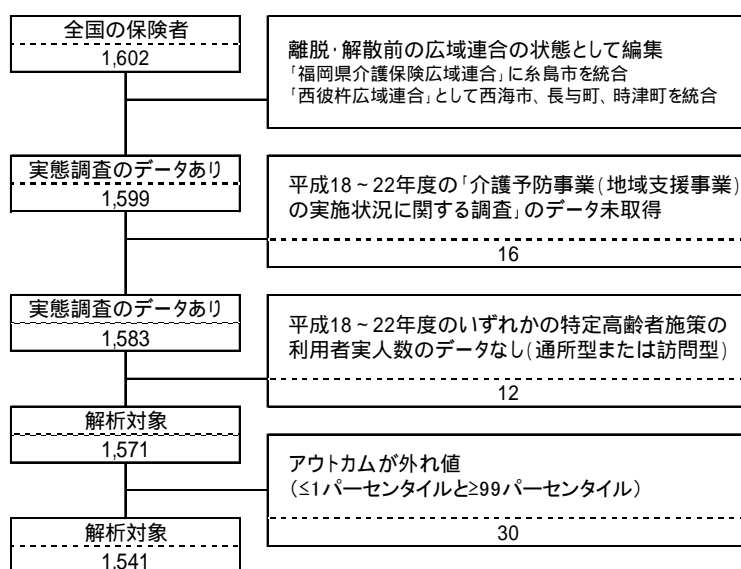 全国の保険者
1,602
離脱・解散前の広域連合の状態として編集
「福岡県介護保険広域連合」に糸島市を統合
「西彼杵広域連合」として西海市、長与町、時津町を統合
実態調査のデータあり
1,599
平成18～22年度の「介護予防事業(地域支援事業)
の実施状況に関する調査」のデータ未取得
16
実態調査のデータあり
1,583
平成18～22年度のいずれかの特定高齢者施策の
利用者実人数のデータなし(通所型または訪問型)
12
解析対象
1,571
アウトカムが外れ値
(≤1パーセンタイルと≥99パーセンタイル)
30
解析対象
1,541